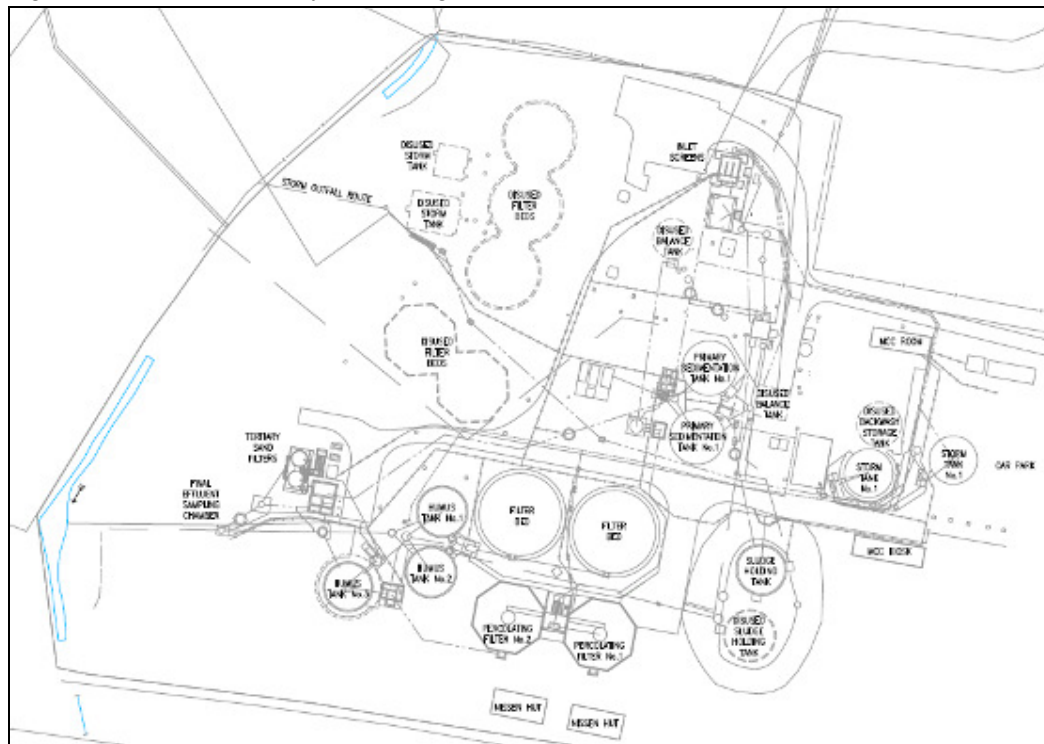 DISUSED
STORM
TANK
INLET
SCREENS
STORM OUTFALL ROUTE
DISUSED
STORM
TANK
DISUSED
FILTER
BEDS
DISUSED
BALANCE
TANK
DISUSED
FILTER
BEDS
MCC ROOM
PRIMARY
SEDIMENTATION
TANK No.1
DISUSED
BALANCE
TANK
PRIMARY
SEDIMENTATION
TANK No.1
DISUSED
BACKWASH
STORAGE
TANK
TERTIARY
SAND
FILTERS
STORM
TANK
No.1
STORM
TANK
No.1
CAR PARK
FINAL
EFFLUENT
SAMPLING
CHAMBER
HUMUS
TANK No.1
FILTER
BED
FILTER
BED
MCC KIOSK
HUMUS
TANK No.2
HUMUS
TANK No.3
SLUDGE
HOLDING
TANK
PERCOLATING
FILTER No.2
PERCOLATING
FILTER No.1
DISUSED
SLUDGE
HOLDING
TANK
NISSEN HUT
NISSEN HUT